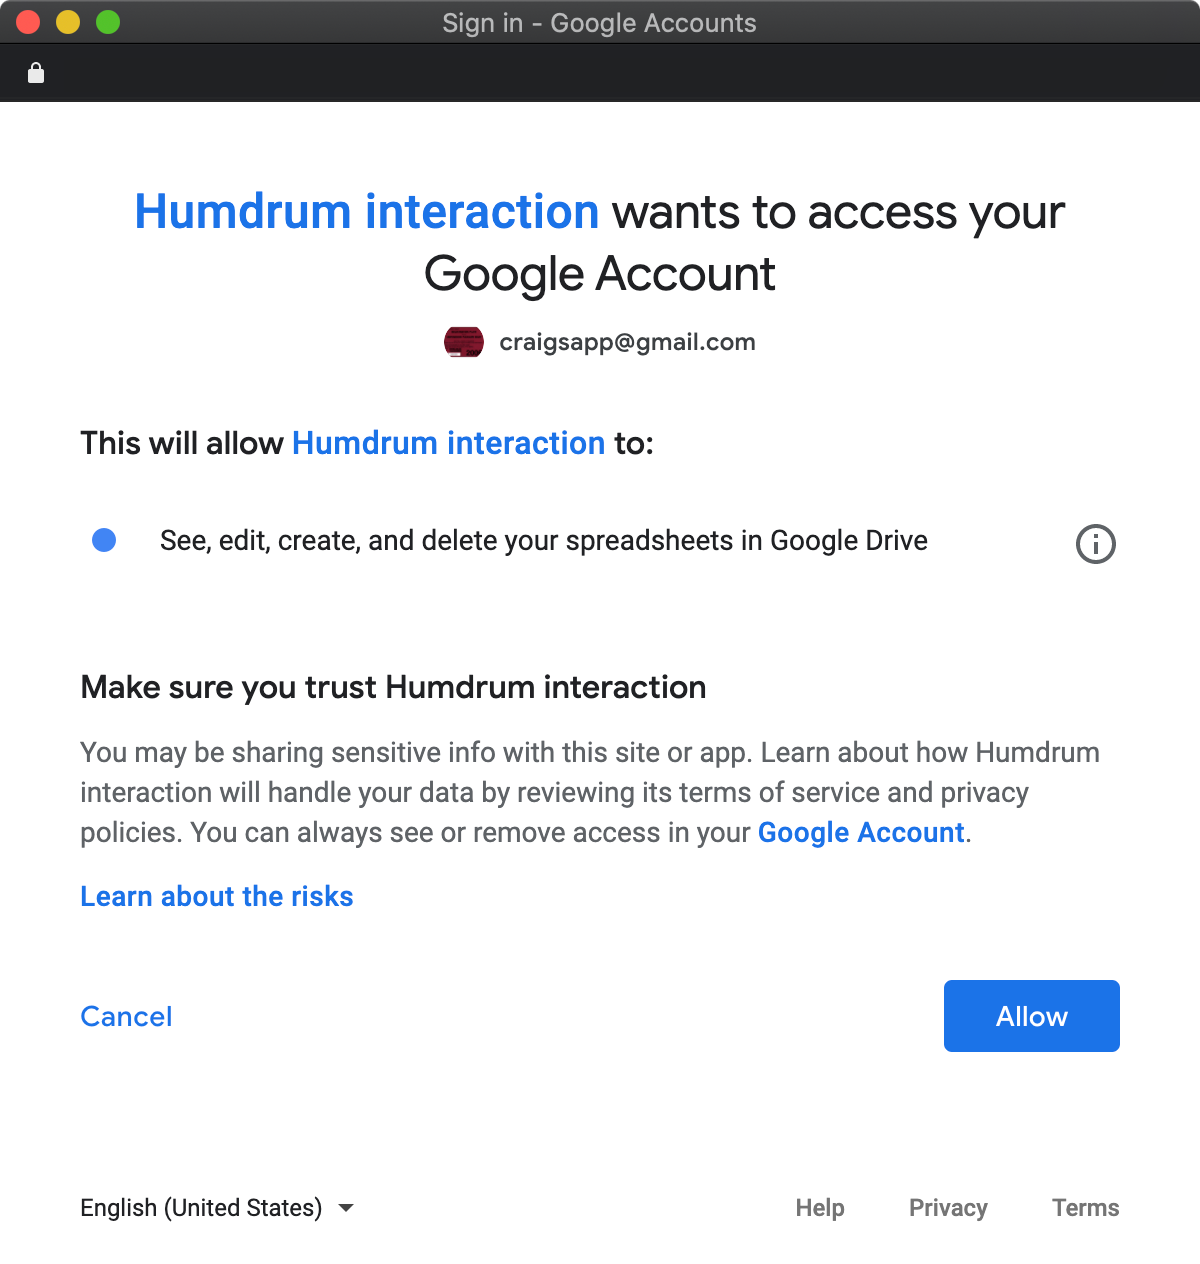 Sign in - Google Accounts
Humdrum interaction wants to access your
Google Account
craigsapp@gmail.com
This will allow Humdrum interaction to:
See, edit, create, and delete your spreadsheets in Google Drive
Make sure you trust Humdrum interaction
You may be sharing sensitive info with this site or app. Learn about how Humdrum
interaction will handle your data by reviewing its terms of service and privacy
policies. You can always see or remove access in your Google Account.
Learn about the risks
Cancel
Allow
English (United States)
Help
Privacy
Terms